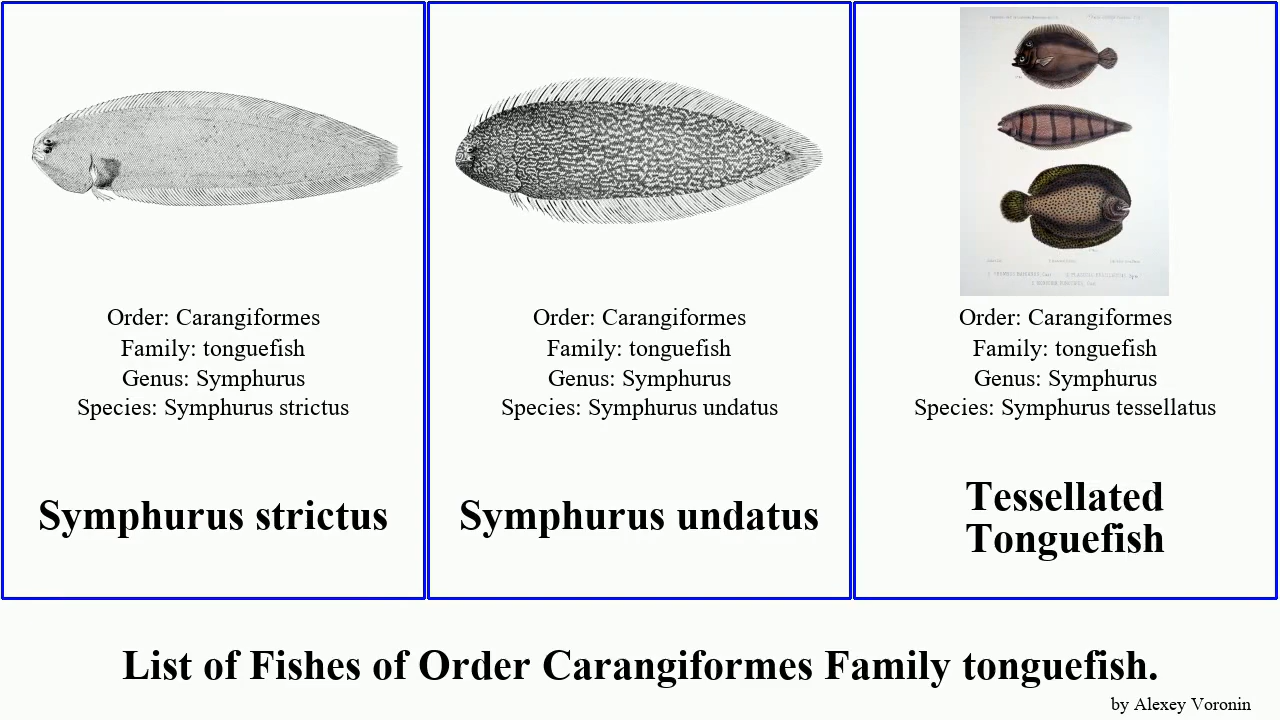 Order: Carangiformes
Family: tonguefish
Genus: Symphurus
Species: Symphurus strictus
Symphurus strictus
Order: Carangiformes
Family: tonguefish
Genus: Symphurus
Species: Symphurus undatus
Symphurus undatus
Order: Carangiformes
Family: tonguefish
Genus: Symphurus
Species: Symphurus tessellatus
Tessellated
Tonguefish
List of Fishes of Order Carangiformes Family tonguefish.
by Alexey Voronin